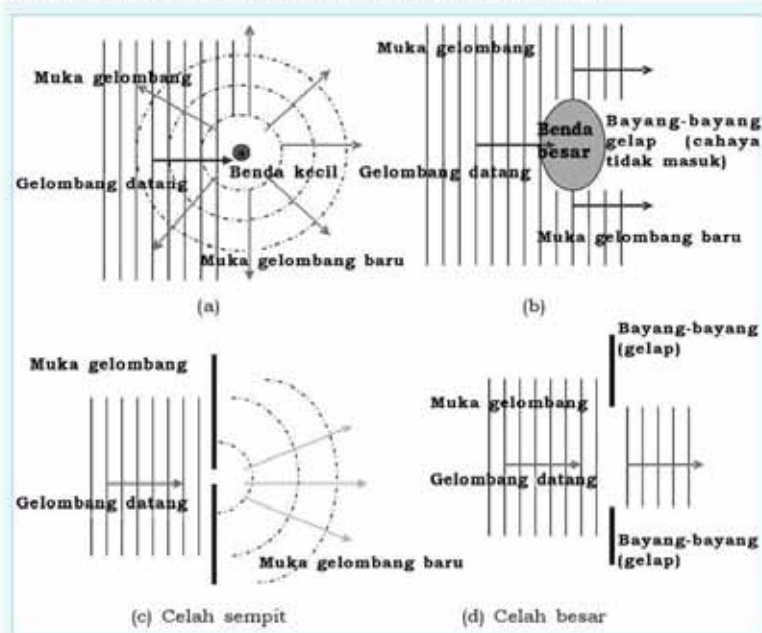 Muka gelombang
Gelombang datang
Benda kecil
Muka gelombang baru
(a)
Muka gelombang
Benda
besar
Bayang-bayang
gelap (cahaya
tidak masuk)
Gelombang datang
Muka gelombang baru
(b)
Muka gelombang
Gelombang datang
Muka gelombang baru
(c) Celah sempit
Bayang-bayang
(gelap)
Muka gelombang
Gelombang datang
Bayang-bayang
(gelap)
(d) Celah besar